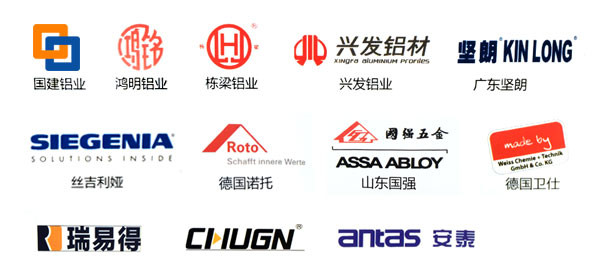 鸿铭
兴发铝材
xingfa aluminium profiles
坚朗® KIN LONG®
国建铝业
鸿明铝业
栋梁铝业
兴发铝业
广东坚朗
SIEGENIA®
SOLUTIONS INSIDE
Roto
Schafft innere Werte
國强五金
ASSA ABLOY
made by
Weiss Chemie + Technik
GmbH & Co. KG
丝吉利娅
德国诺托
山东国强
德国卫仕
瑞易得
CHUGN®
antas 安泰